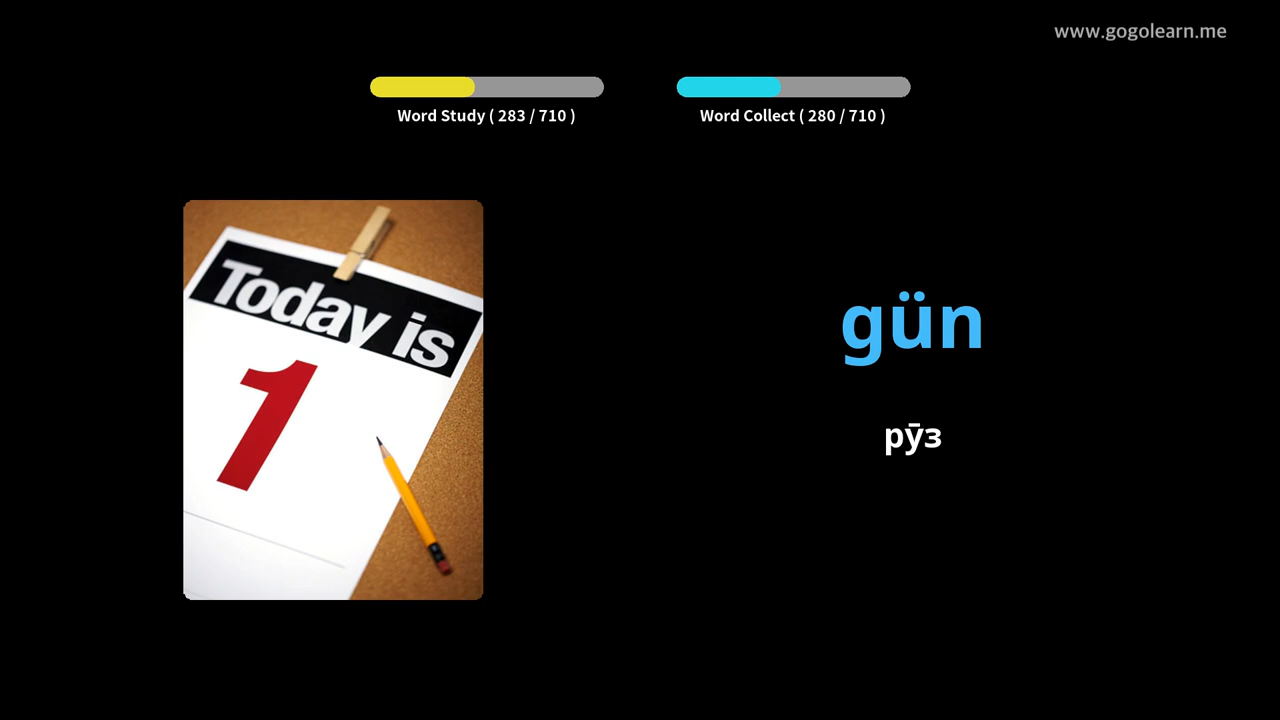 www.gogolearn.me
Word Study ( 283 / 710 )
Word Collect ( 280 / 710 )
Today is
1
gün
рӯз